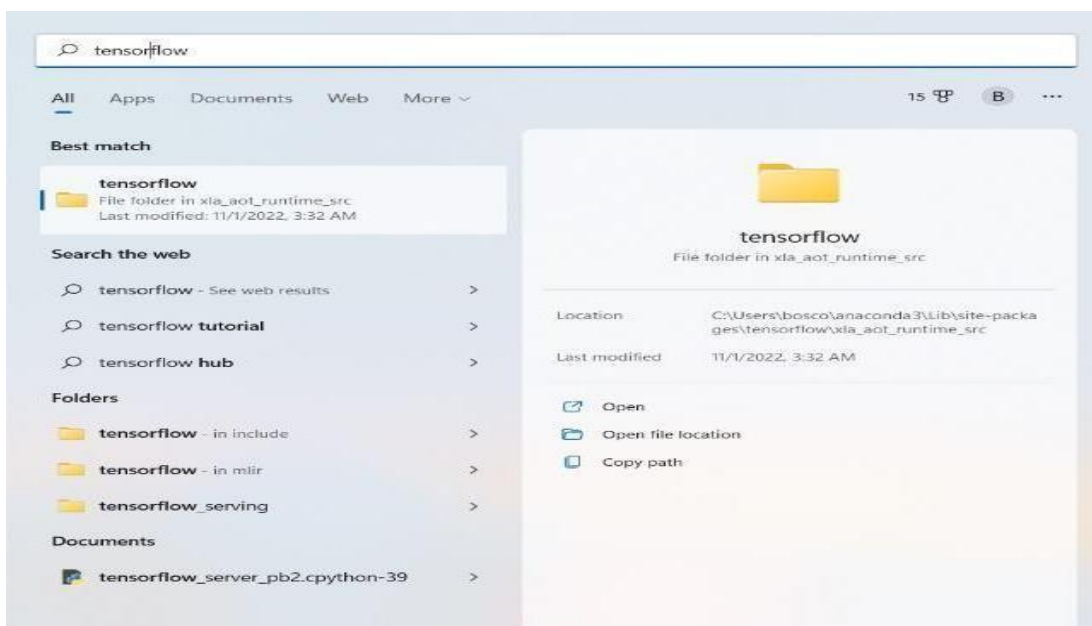 tensorflow
All Apps Documents Web More
15 B ...
Best match
tensorflow
File folder in xla_aot_runtime_src
Last modified: 11/1/2022, 3:32 AM
Search the web
tensorflow - See web results
tensorflow tutorial
tensorflow hub
Folders
tensorflow - in include
tensorflow - in mlir
tensorflow_serving
Documents
tensorflow_server_pb2.cpython-39
tensorflow
File folder in xla_aot_runtime_src
Location C:\Users\bosco\anaconda3\Lib\site-packa
ges\tensorflow\xla_aot_runtime_src
Last modified 11/1/2022, 3:32 AM
Open
Open file location
Copy path